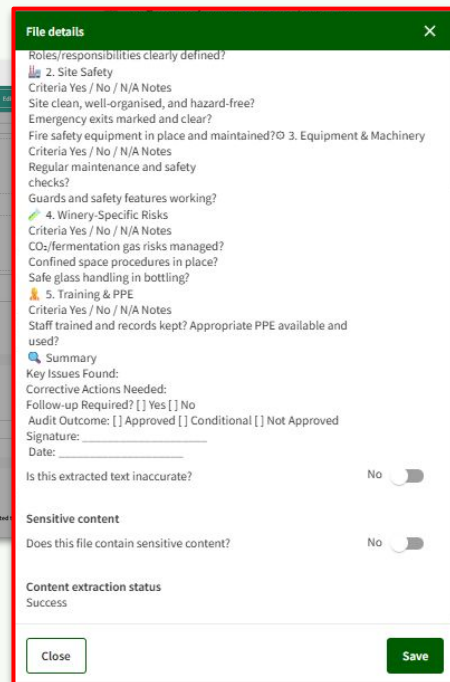 File details
Roles/responsibilities clearly defined?
2. Site Safety
Criteria Yes / No / N/A Notes
Site clean, well-organised, and hazard-free?
Emergency exits marked and clear?
Fire safety equipment in place and maintained?⚙ 3. Equipment & Machinery
Criteria Yes / No / N/A Notes
Regular maintenance and safety
checks?
Guards and safety features working?
🧪 4. Winery-Specific Risks
Criteria Yes / No / N/A Notes
CO₂/fermentation gas risks managed?
Confined space procedures in place?
Safe glass handling in bottling?
5. Training & PPE
Criteria Yes / No / N/A Notes
Staff trained and records kept? Appropriate PPE available and
used?
🔍 Summary
Key Issues Found:
Corrective Actions Needed:
Follow-up Required? [ ] Yes [ ] No
Audit Outcome: [ ] Approved [ ] Conditional [ ] Not Approved
Signature: ____________________
Date: ____________________
Is this extracted text inaccurate? No
Sensitive content
Does this file contain sensitive content? No
Content extraction status
Success
Close Save